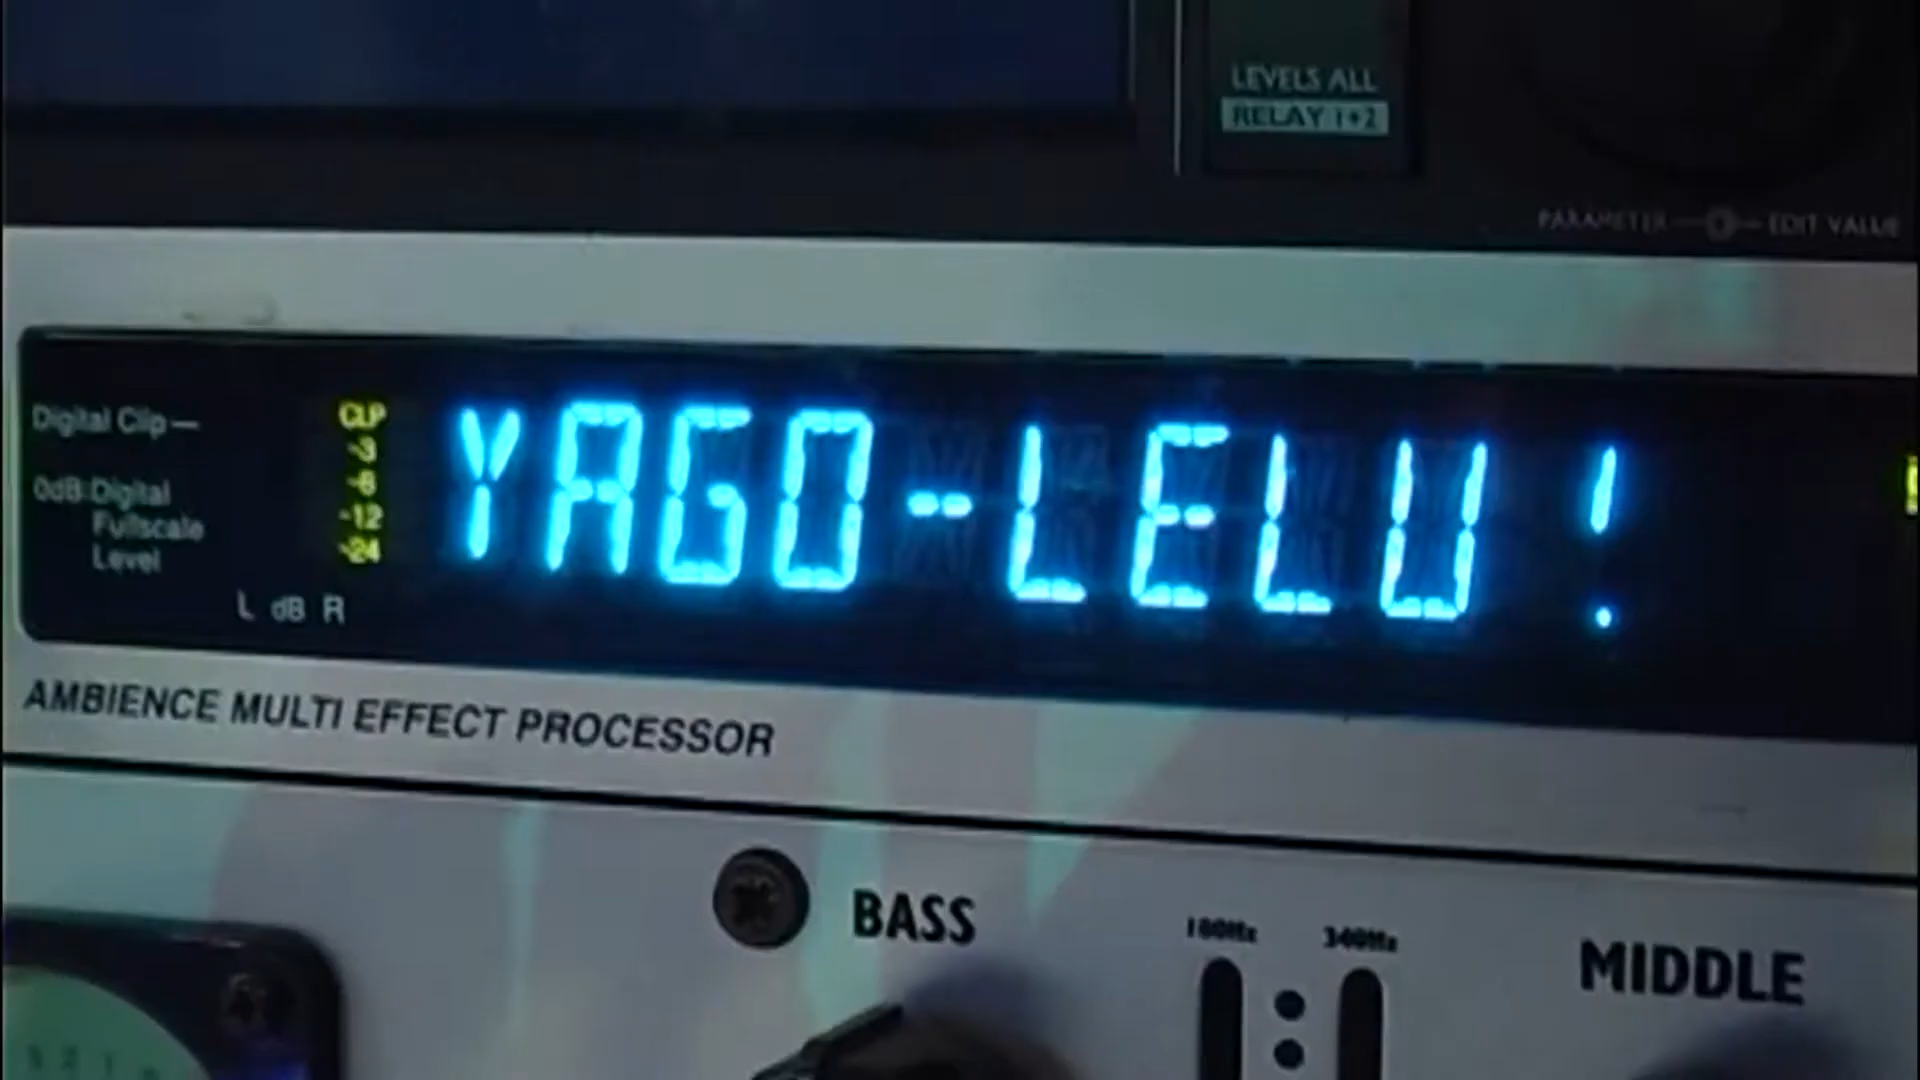 LEVELS ALL
RELAY 1+2
PARAMETER EDIT VALUE
Digital Clip
CLP
-3
-6
-12
-24
0dB:Digital
Fullscale
Level
L dB R
YAGO-LELU!
AMBIENCE MULTI EFFECT PROCESSOR
BASS
180Hz
340Hz
MIDDLE